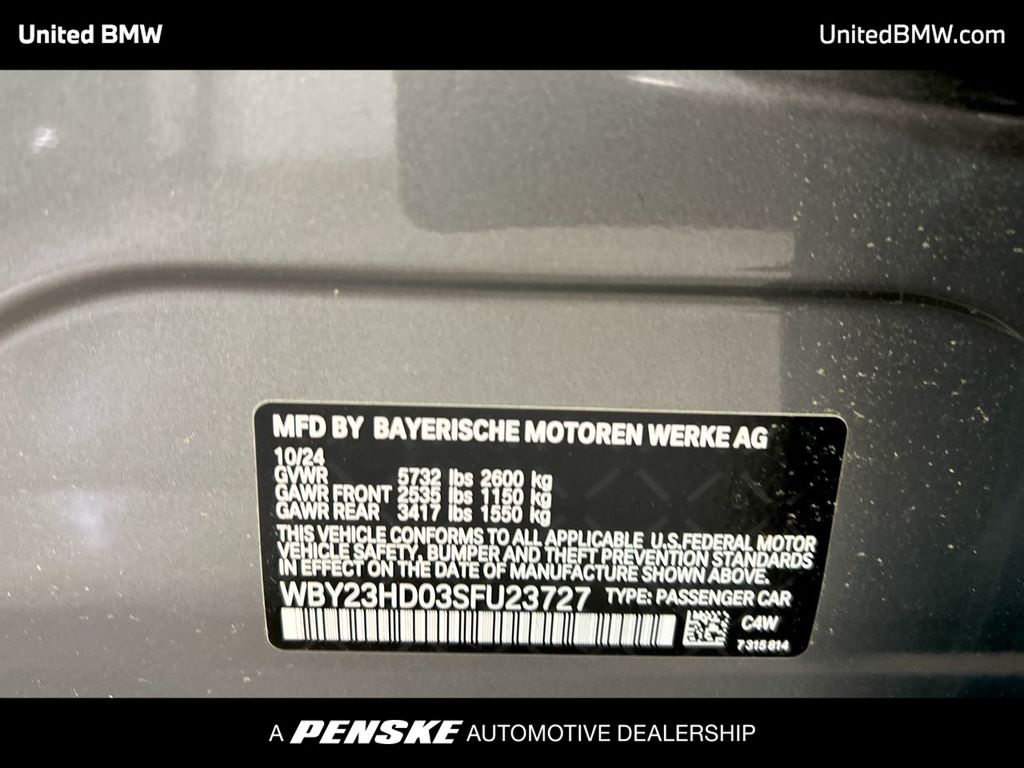 United BMW
UnitedBMW.com
MFD BY BAYERISCHE MOTOREN WERKE AG
10/24
GVWR 5732 lbs 2600 kg
GAWR FRONT 2535 lbs 1150 kg
GAWR REAR 3417 lbs 1550 kg
THIS VEHICLE CONFORMS TO ALL APPLICABLE U.S.FEDERAL MOTOR
VEHICLE SAFETY, BUMPER AND THEFT PREVENTION STANDARDS
IN EFFECT ON THE DATE OF MANUFACTURE SHOWN ABOVE.
WBY23HD03SFU23727 TYPE: PASSENGER CAR
C4W
7315814
A PENSKE AUTOMOTIVE DEALERSHIP